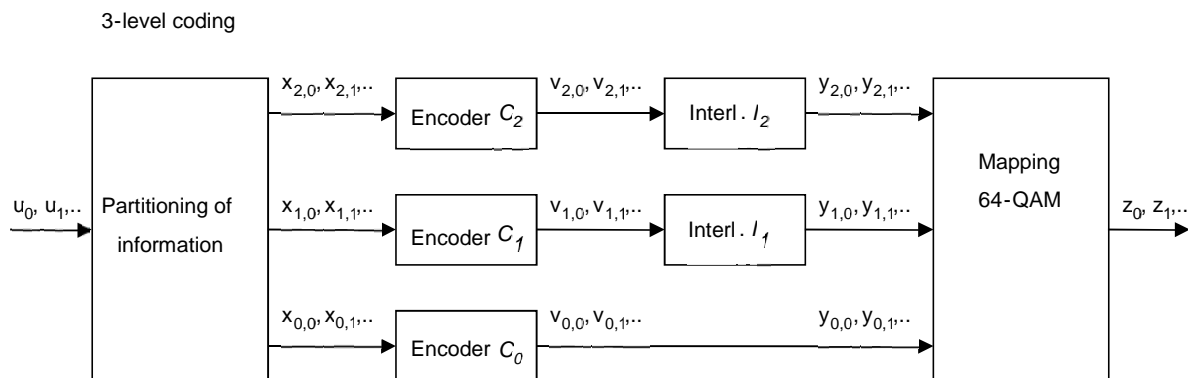 3-level coding
x2,0, x2,1,..
v2,0, v2,1,..
y2,0, y2,1,..
Encoder C2
Interl. I2
Mapping
64-QAM
u0, u1,..
Partitioning of
information
x1,0, x1,1,..
v1,0, v1,1,..
y1,0, y1,1,..
z0, z1,..
Encoder C1
Interl. I1
x0,0, x0,1,..
v0,0, v0,1,..
y0,0, y0,1,..
Encoder C0